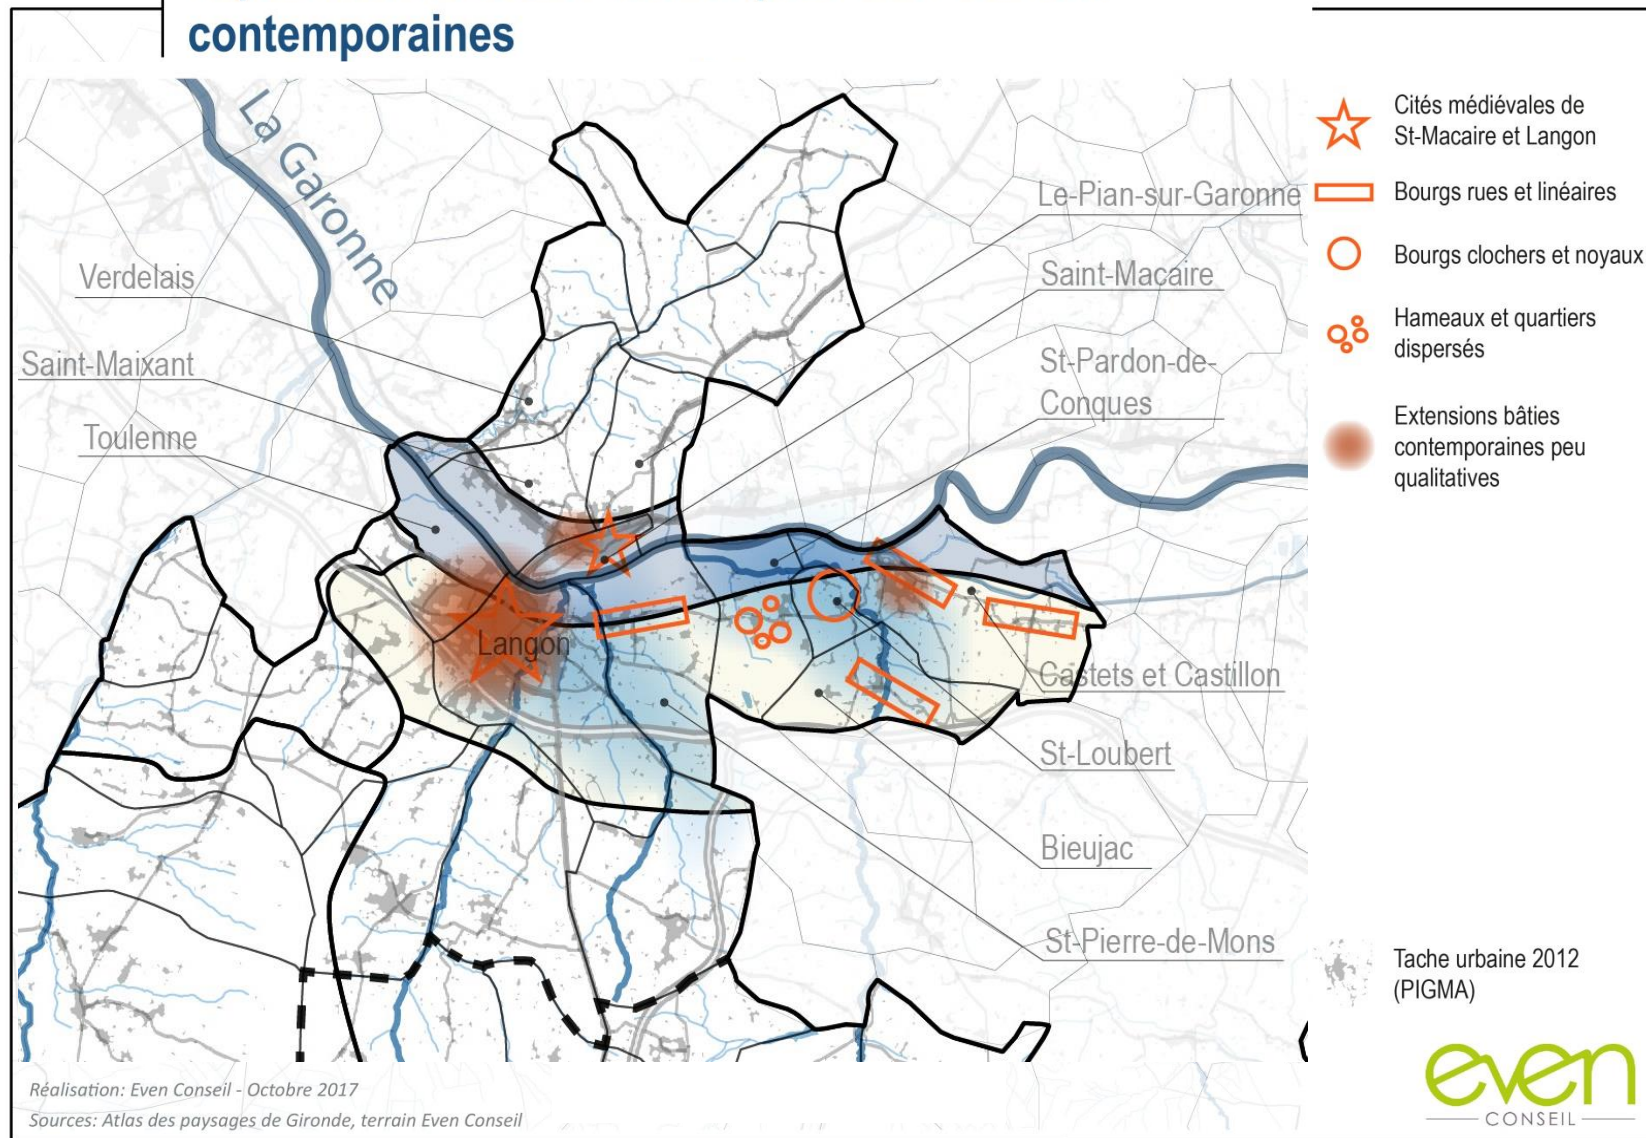 contemporaines
La Garonne
Verdelais
Saint-Maixant
Toulenne
Le-Pian-sur-Garonne
Saint-Macaire
St-Pardon-de-
Conques
Langon
Castets et Castillon
St-Loubert
Bieujac
St-Pierre-de-Mons
Cités médiévales de
St-Macaire et Langon
Bourgs rues et linéaires
Bourgs clochers et noyaux
Hameaux et quartiers
dispersés
Extensions bâties
contemporaines peu
qualitatives
Tache urbaine 2012
(PIGMA)
Réalisation: Even Conseil - Octobre 2017
Sources: Atlas des paysages de Gironde, terrain Even Conseil
even
CONSEIL